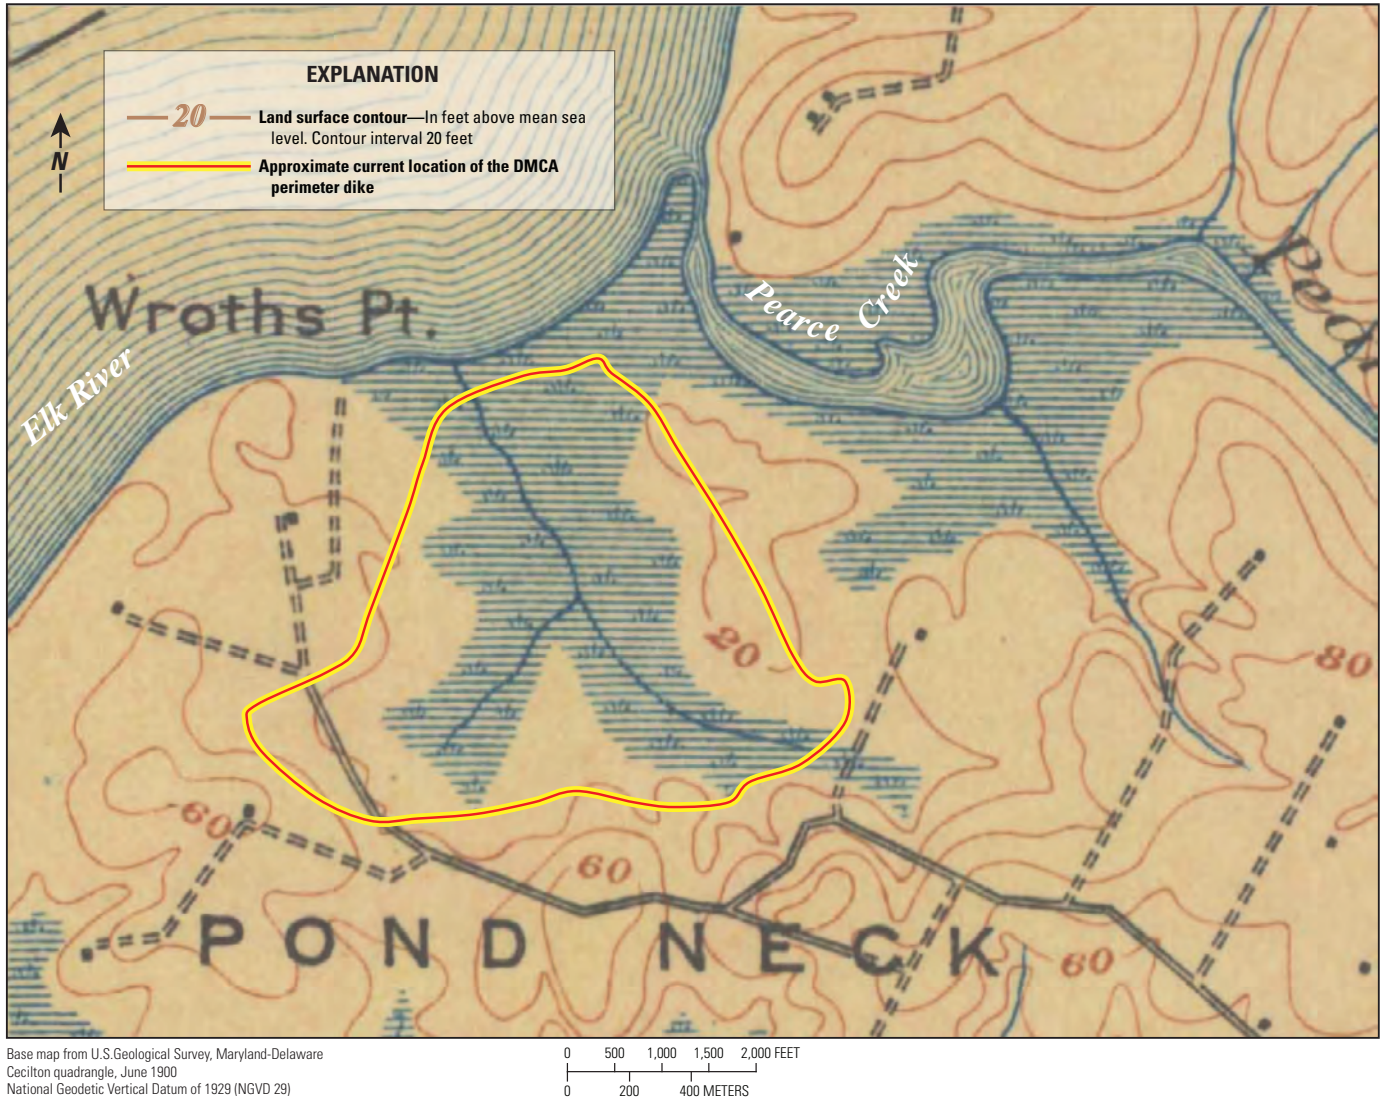 EXPLANATION
20
Land surface contour—In feet above mean sea
level. Contour interval 20 feet
Approximate current location of the DMCA
perimeter dike
N
Wroths Pt.
Elk River
Pearce Creek
20
80
60
60
POND NECK
60
Base map from U.S.Geological Survey, Maryland-Delaware
Cecilton quadrangle, June 1900
National Geodetic Vertical Datum of 1929 (NGVD 29)
0 500 1,000 1,500 2,000 FEET
0 200 400 METERS